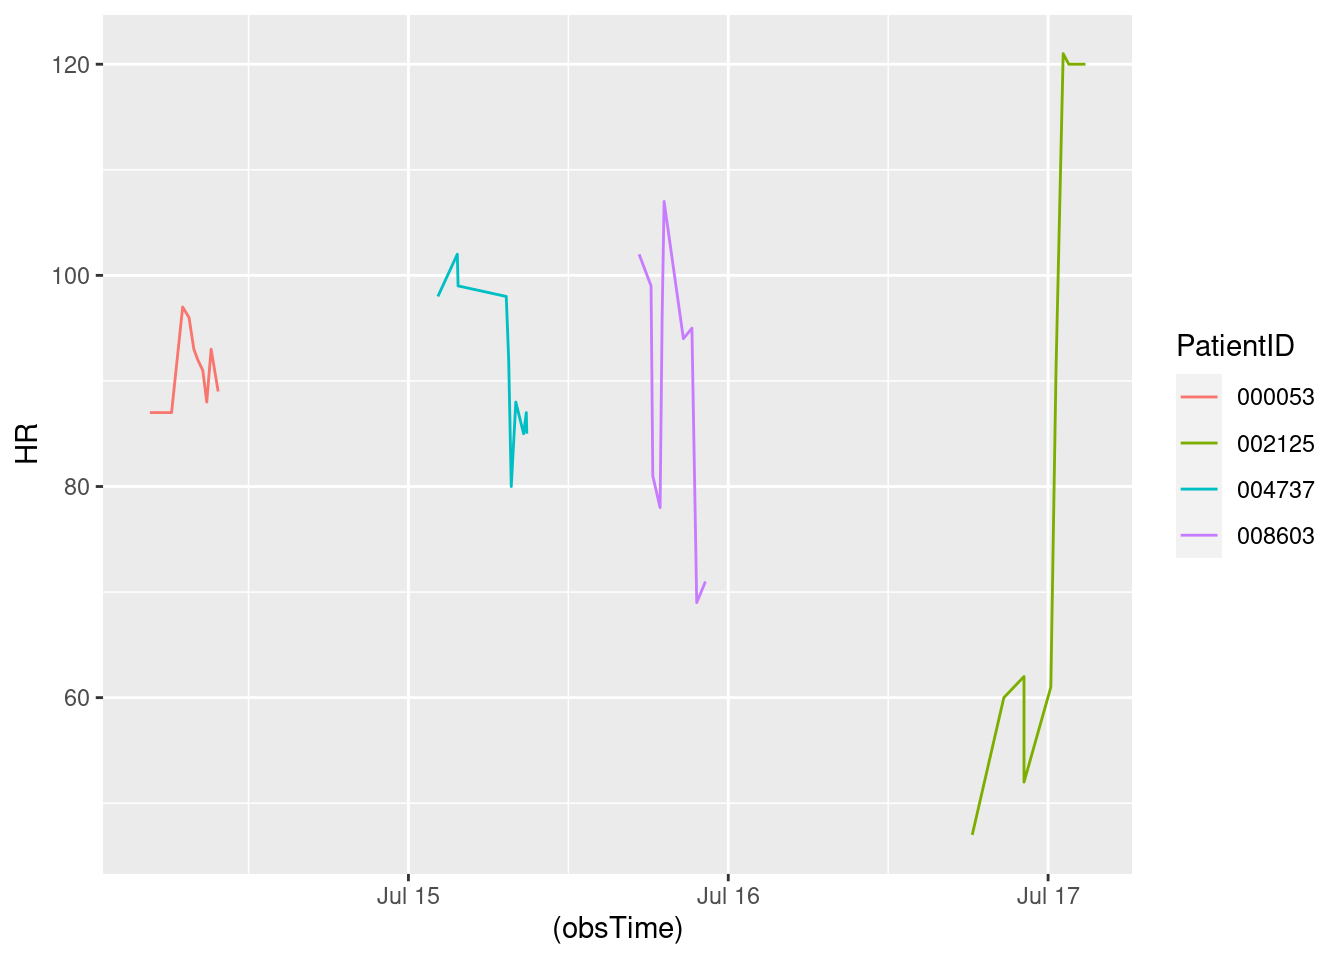 120
100
80
60
HR
Jul 15
Jul 16
Jul 17
(obsTime)
PatientID
000053
002125
004737
008603